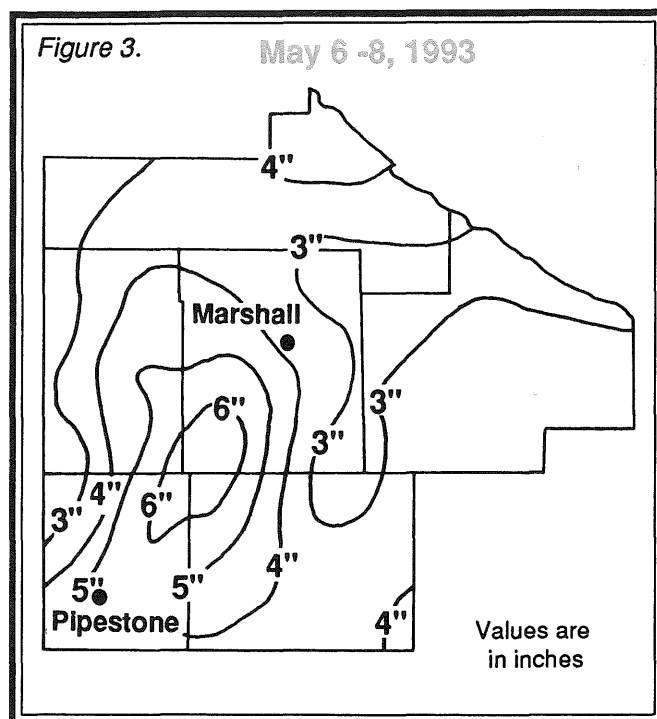 Figure 3.
May 6 -8, 1993
4"
3"
Marshall
6"
3"
3"
4"
6"
3"
4"
5"
5"
4"
Pipestone
Values are
in inches